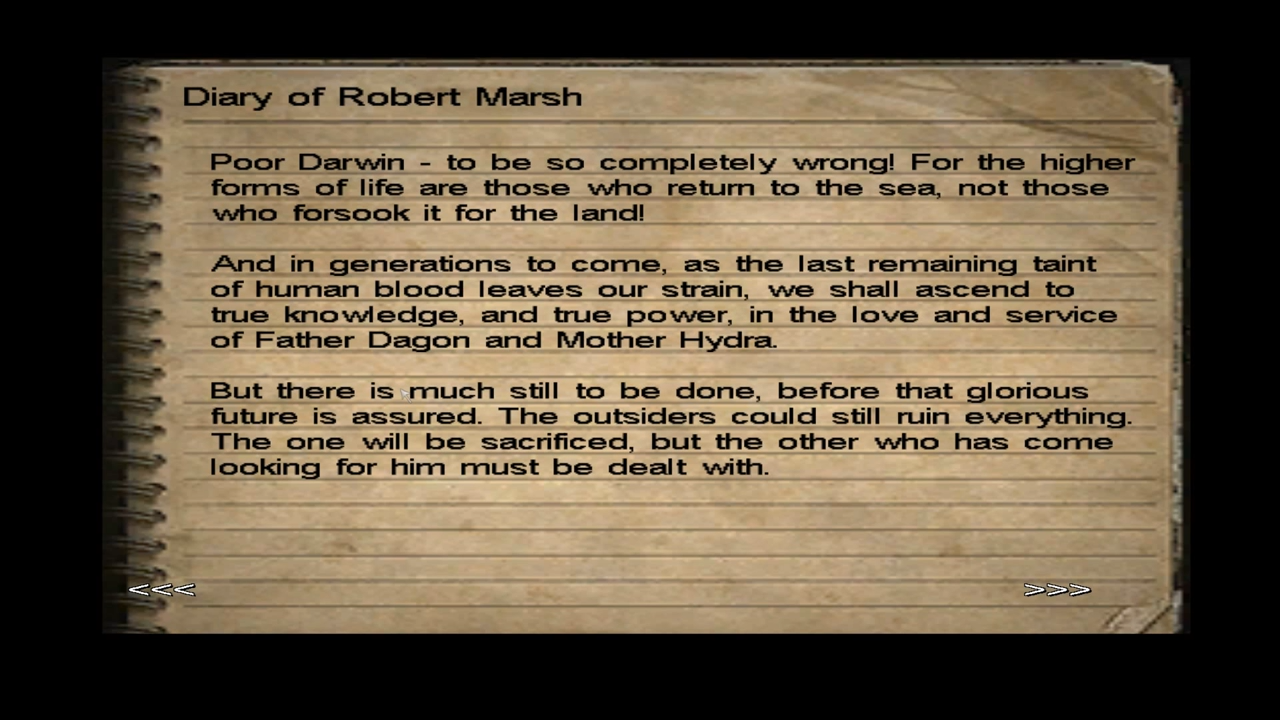 Diary of Robert Marsh
Poor Darwin - to be so completely wrong! For the higher
forms of life are those who return to the sea, not those
who forsook it for the land!
And in generations to come, as the last remaining taint
of human blood leaves our strain, we shall ascend to
true knowledge, and true power, in the love and service
of Father Dagon and Mother Hydra.
But there is much still to be done, before that glorious
future is assured. The outsiders could still ruin everything.
The one will be sacrificed, but the other who has come
looking for him must be dealt with.
<<< >>>